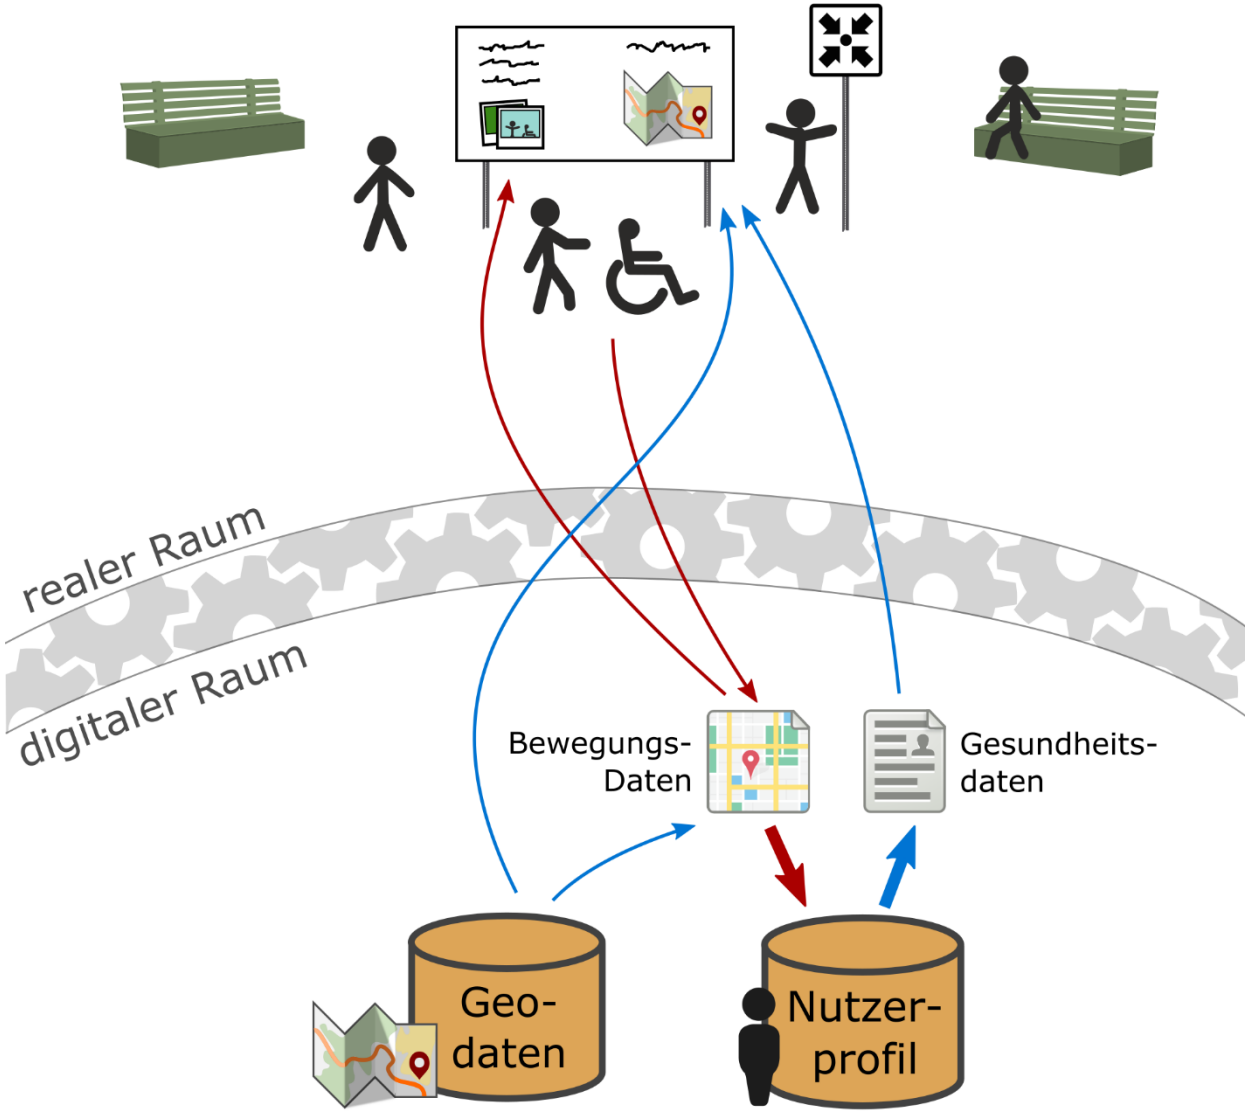 realer Raum
digitaler Raum
Bewegungs-
Daten
Gesundheits-
daten
Geo-
daten
Nutzer-
profil